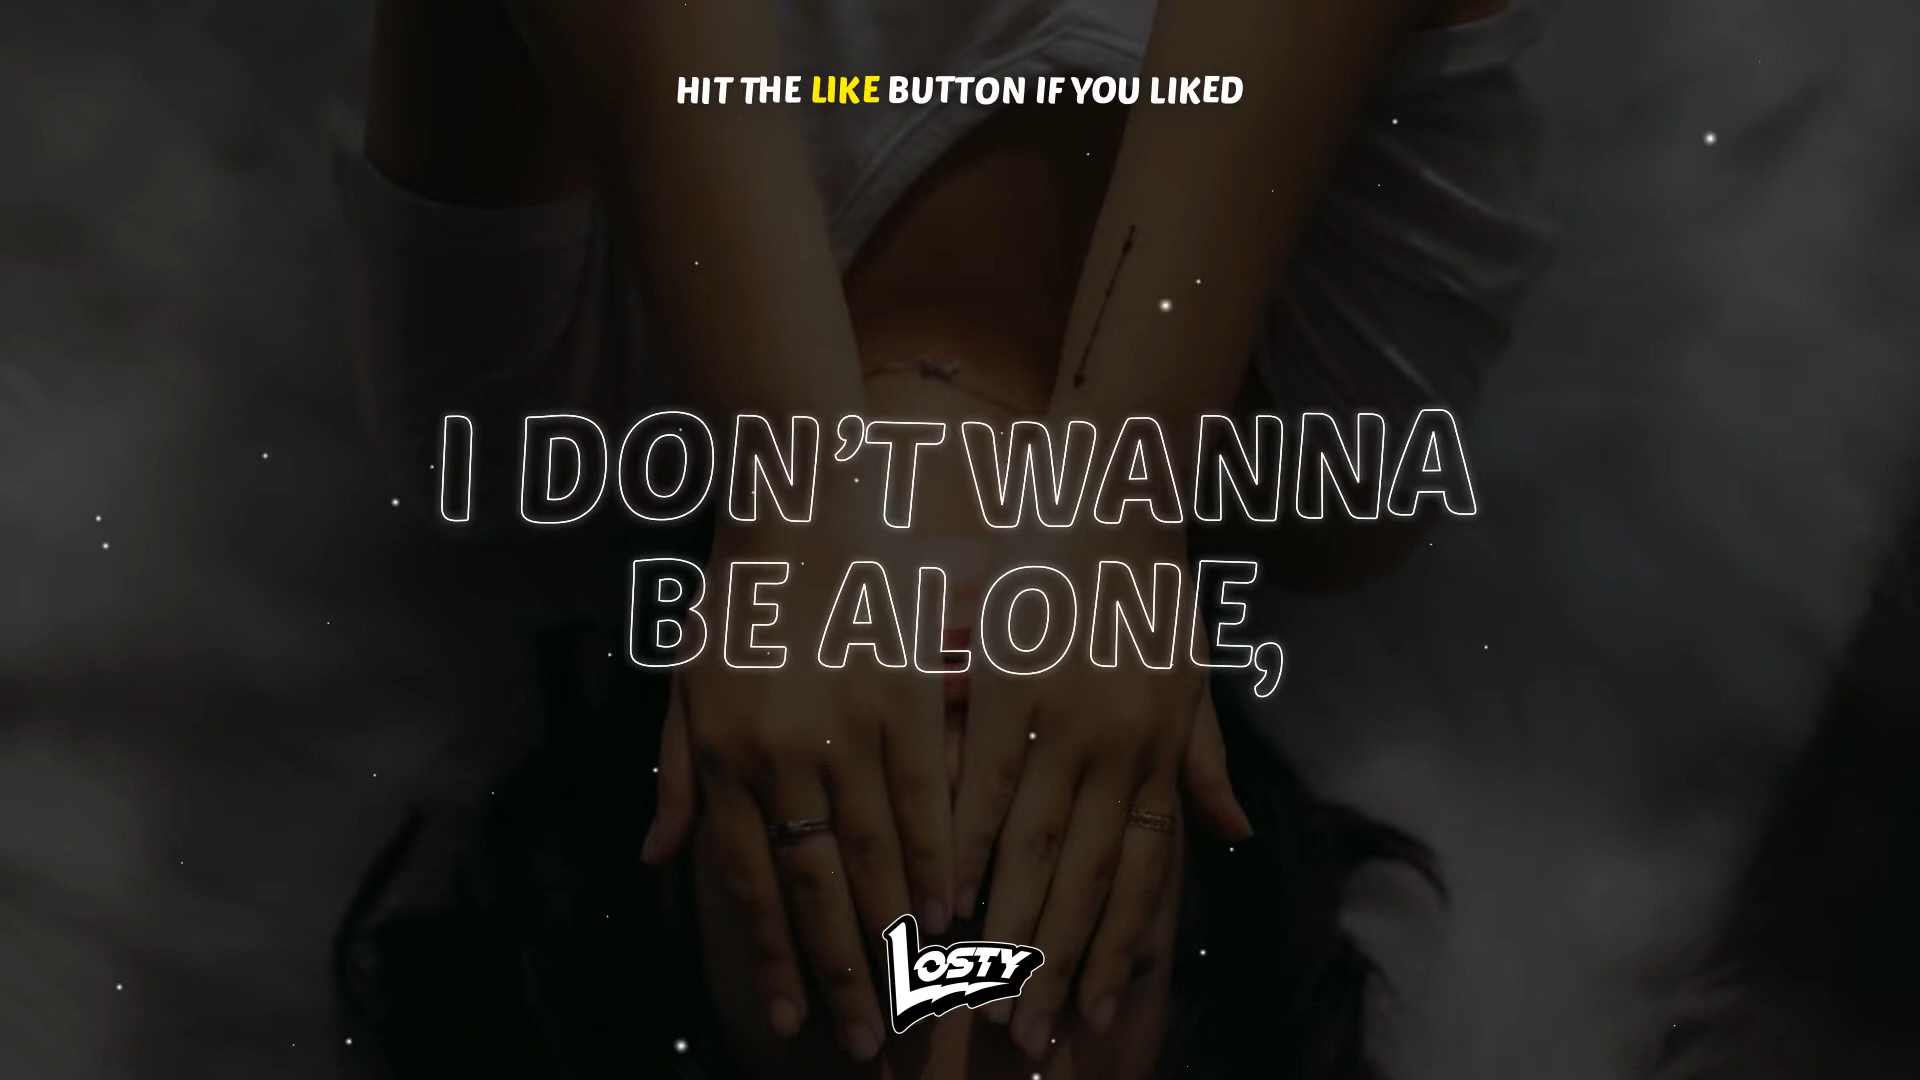 HIT THE LIKE BUTTON IF YOU LIKED
I DON’T WANNA
BE ALONE,
LOSTY